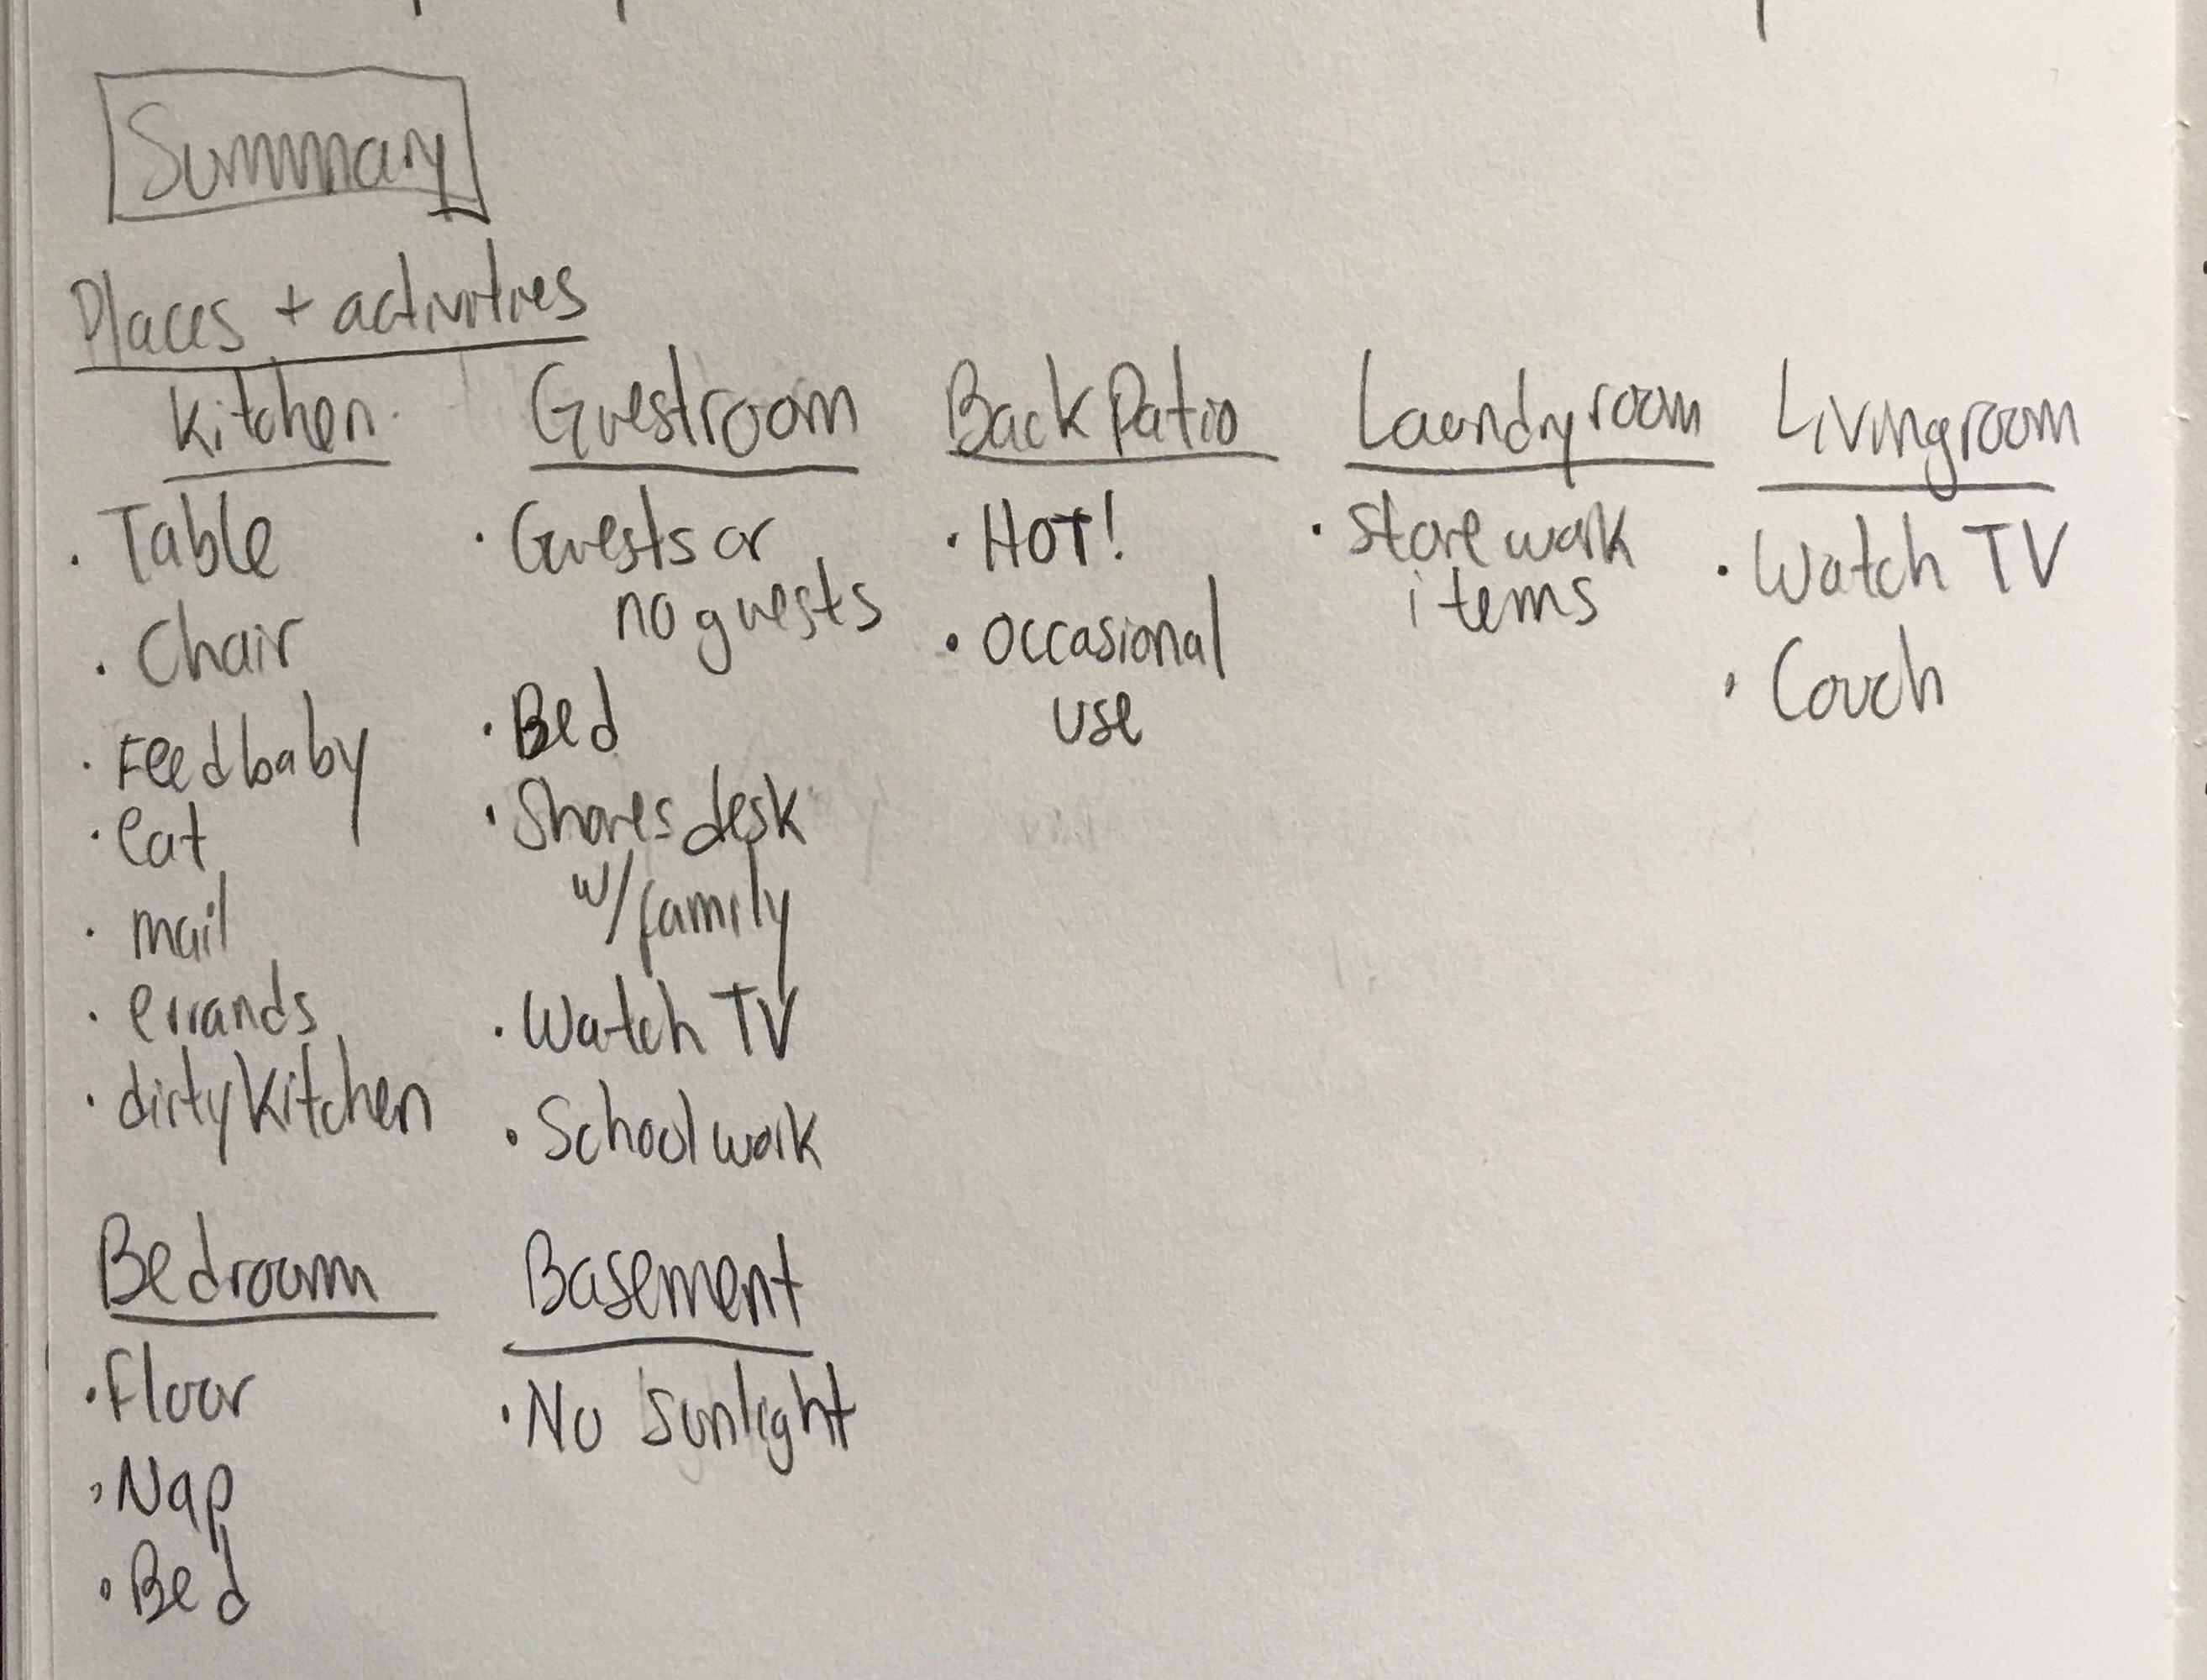 Summary
Places + activities
Kitchen
Table
Chair
Feed baby
eat
mail
errands
dirty kitchen
Guestroom
Guests or
no guests
Bed
Shares desk
w/family
Watch TV
School work
Back Patio
HOT!
occasional
use
Laundry room
store work
items
Livingroom
Watch TV
Couch
Bedroom
Floor
Nap
Bed
Basement
No sunlight